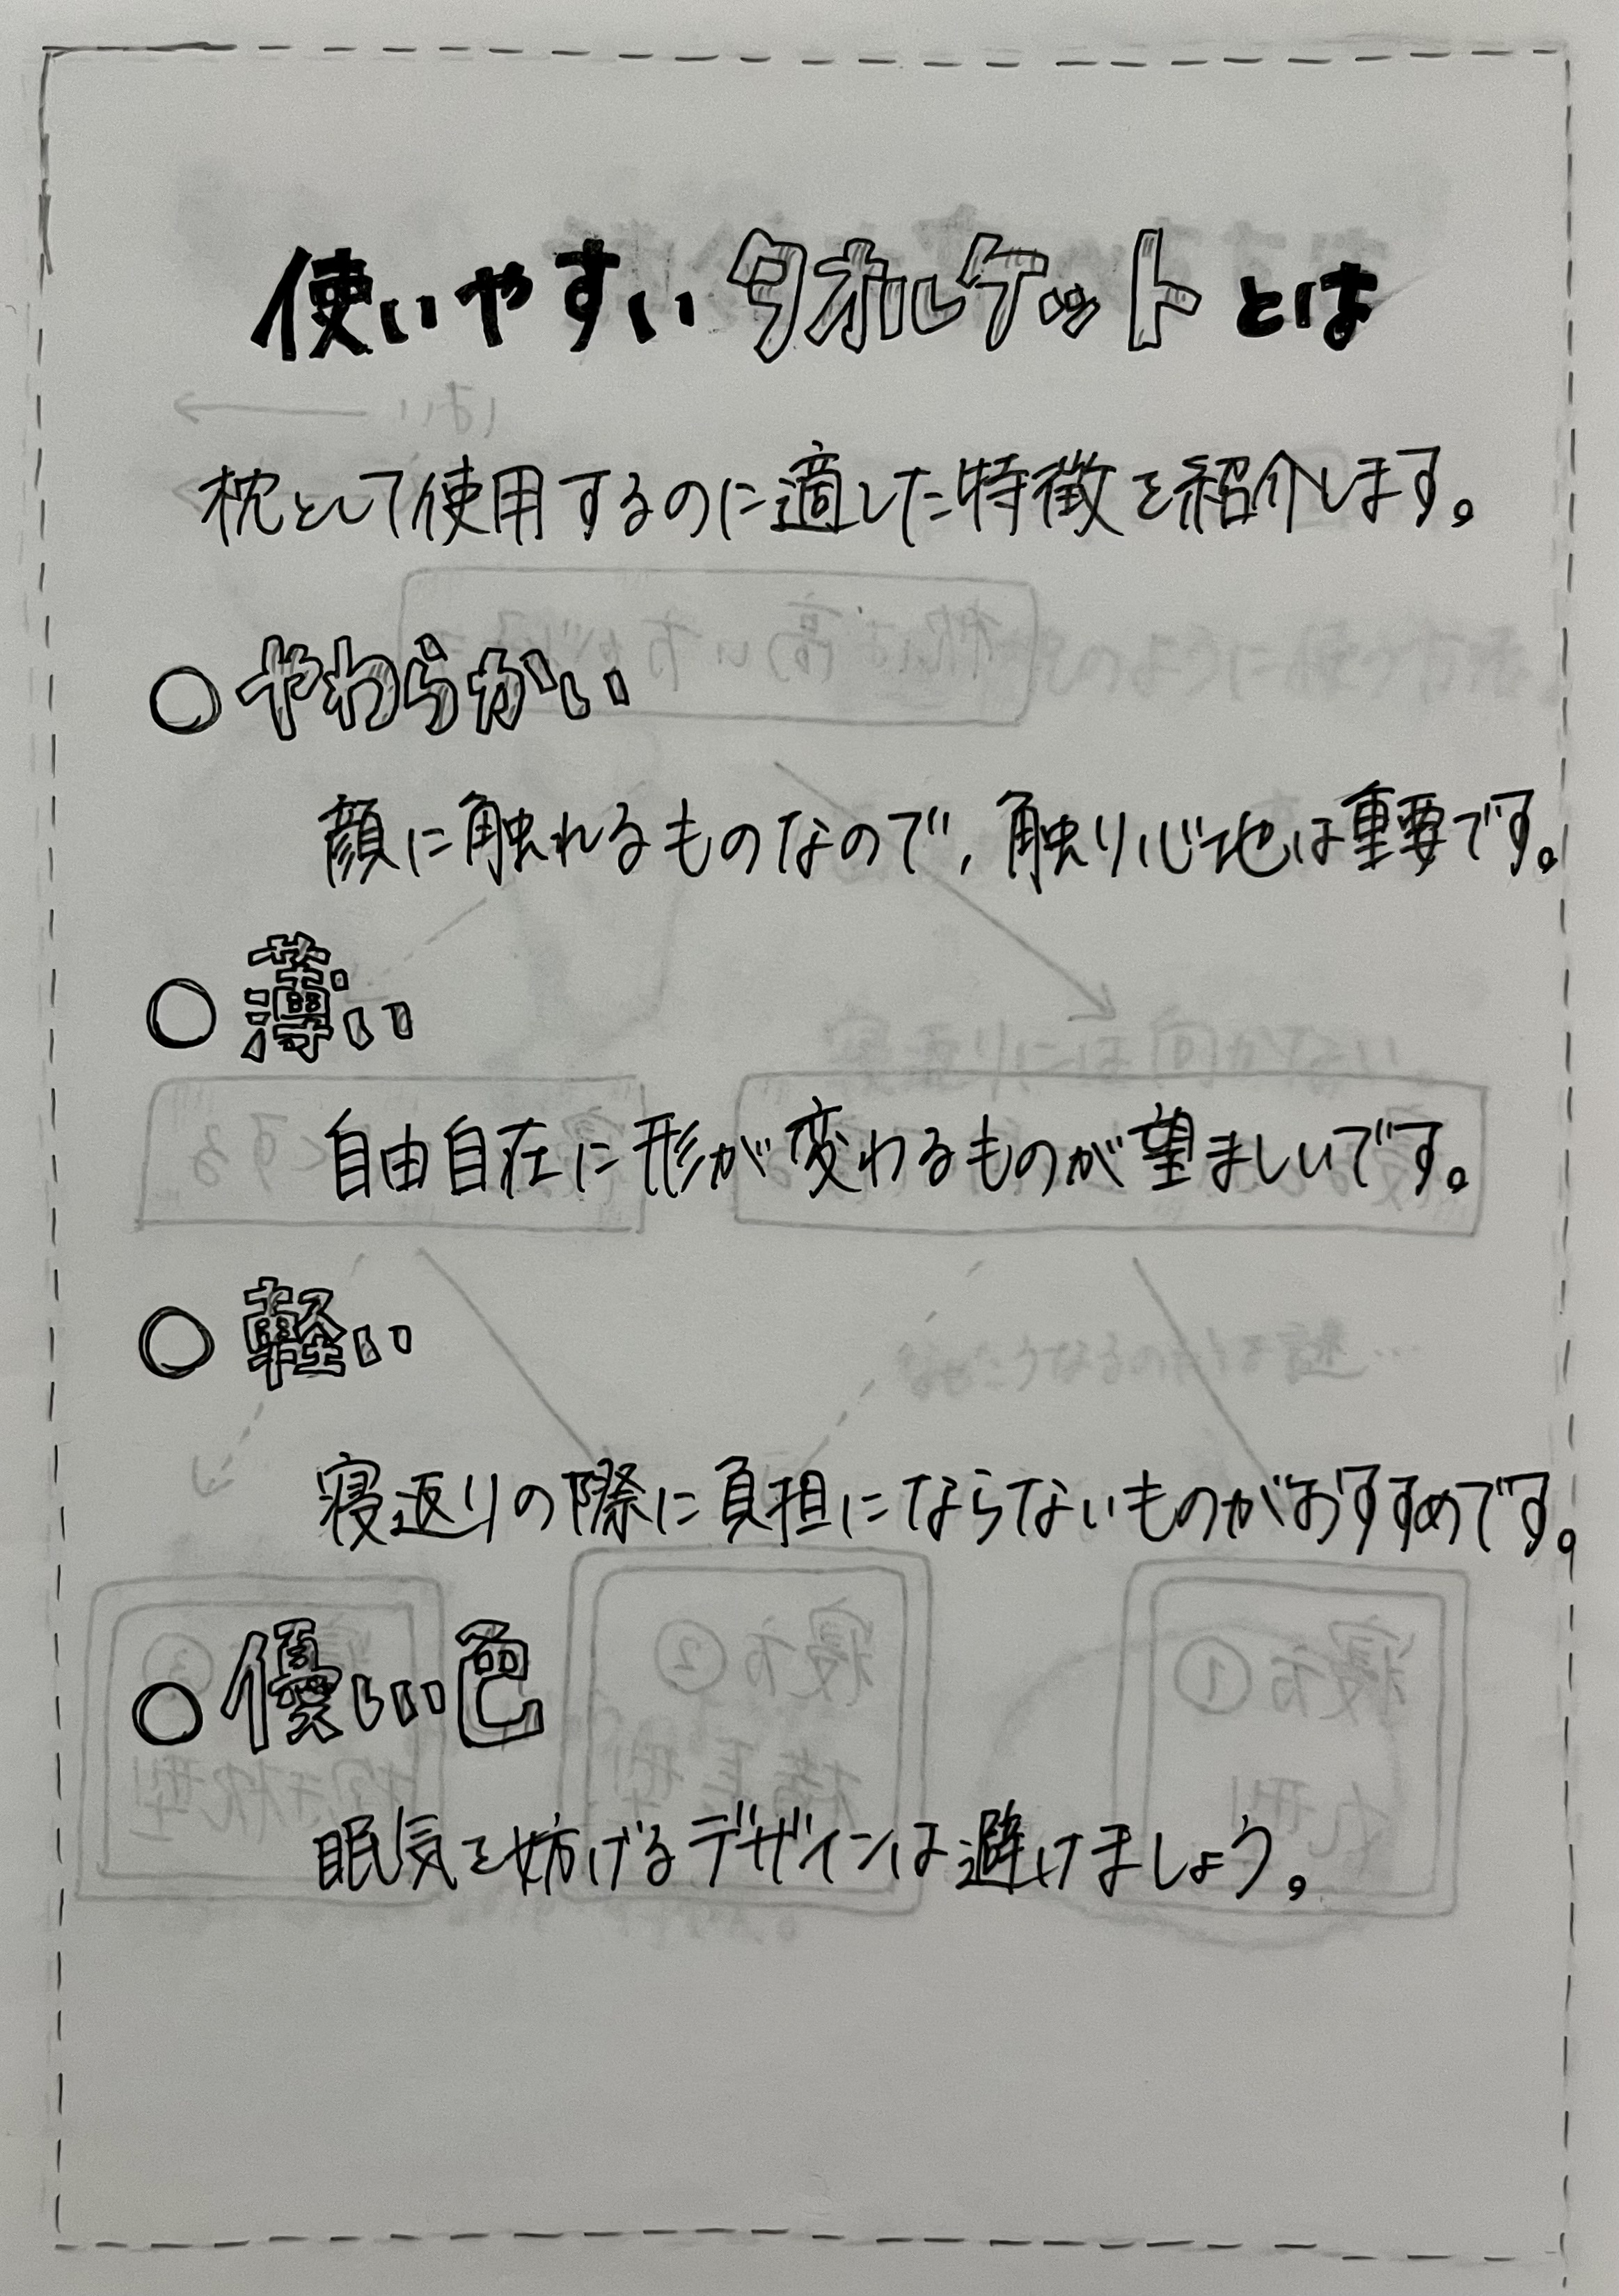 使いやすいタオルケットとは
枕として使用するのに適した特徴を紹介します。
○やわらかい
顔に触れるものなので、触り心地は重要です。
○薄い
自由自在に形が変わるものが望ましいです。
○軽い
寝返りの際に負担にならないものがおすすめです。
○優しい色
眠気を妨げるデザインは避けましょう。